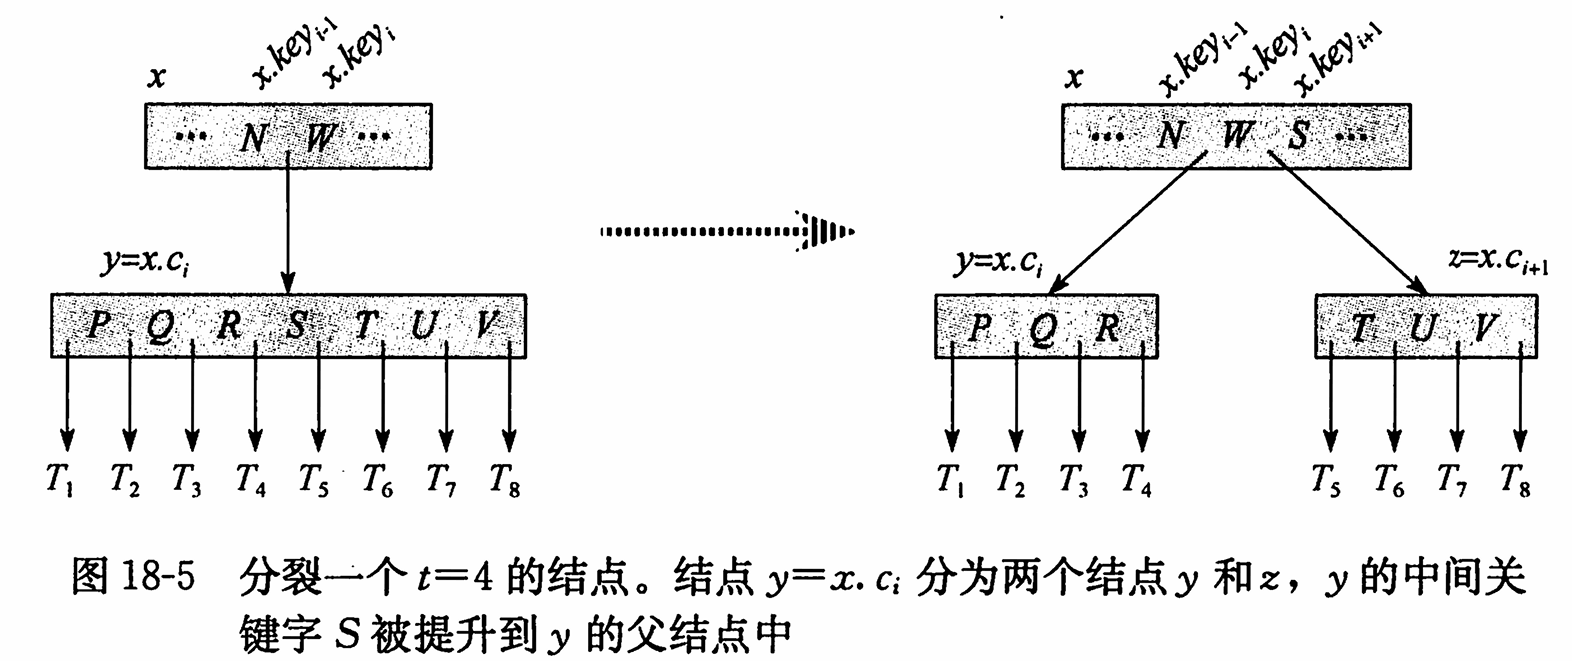 x x.key_{i-1} x.key_i
… N W …
y=x.c_i
P Q R S T U V
T_1 T_2 T_3 T_4 T_5 T_6 T_7 T_8
x x.key_{i-1} x.key_i x.key_{i+1}
… N W S …
y=x.c_i z=x.c_{i+1}
P Q R T U V
T_1 T_2 T_3 T_4 T_5 T_6 T_7 T_8
图 18-5 分裂一个 t=4 的结点。结点 y=x.c_i 分为两个结点 y 和 z，y 的中间关
键字 S 被提升到 y 的父结点中